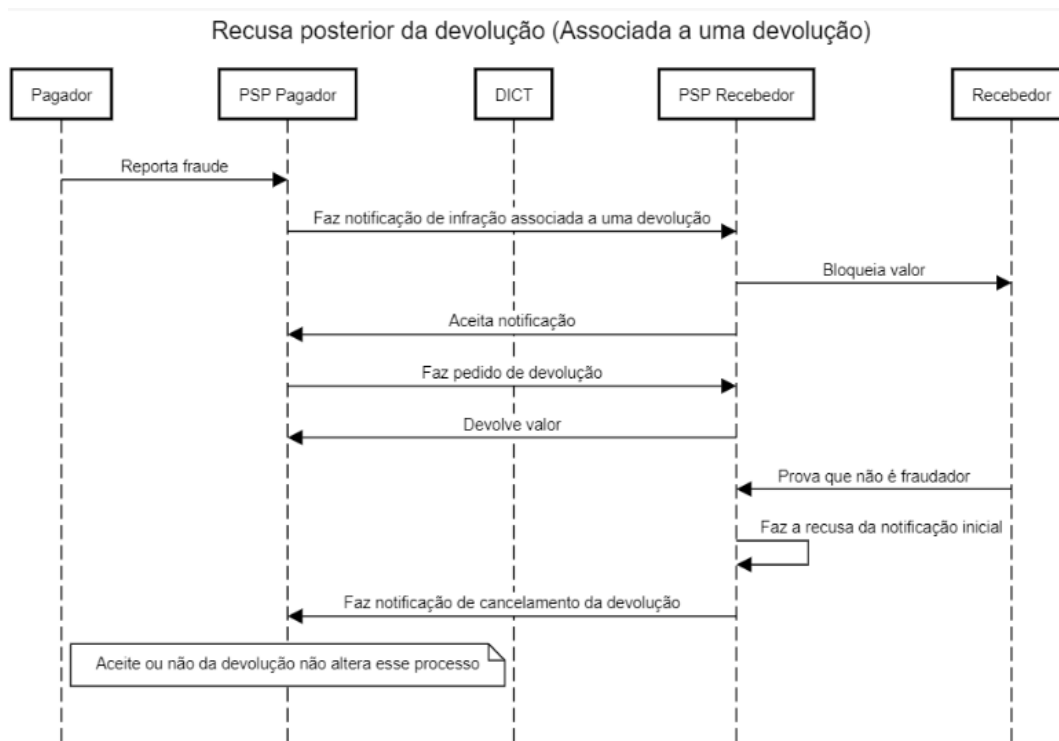 Recusa posterior da devolução (Associada a uma devolução)
Pagador
PSP Pagador
DICT
PSP Recebedor
Recebedor
Reporta fraude
Faz notificação de infração associada a uma devolução
Bloqueia valor
Aceita notificação
Faz pedido de devolução
Devolve valor
Prova que não é fraudador
Faz a recusa da notificação inicial
Faz notificação de cancelamento da devolução
Aceite ou não da devolução não altera esse processo